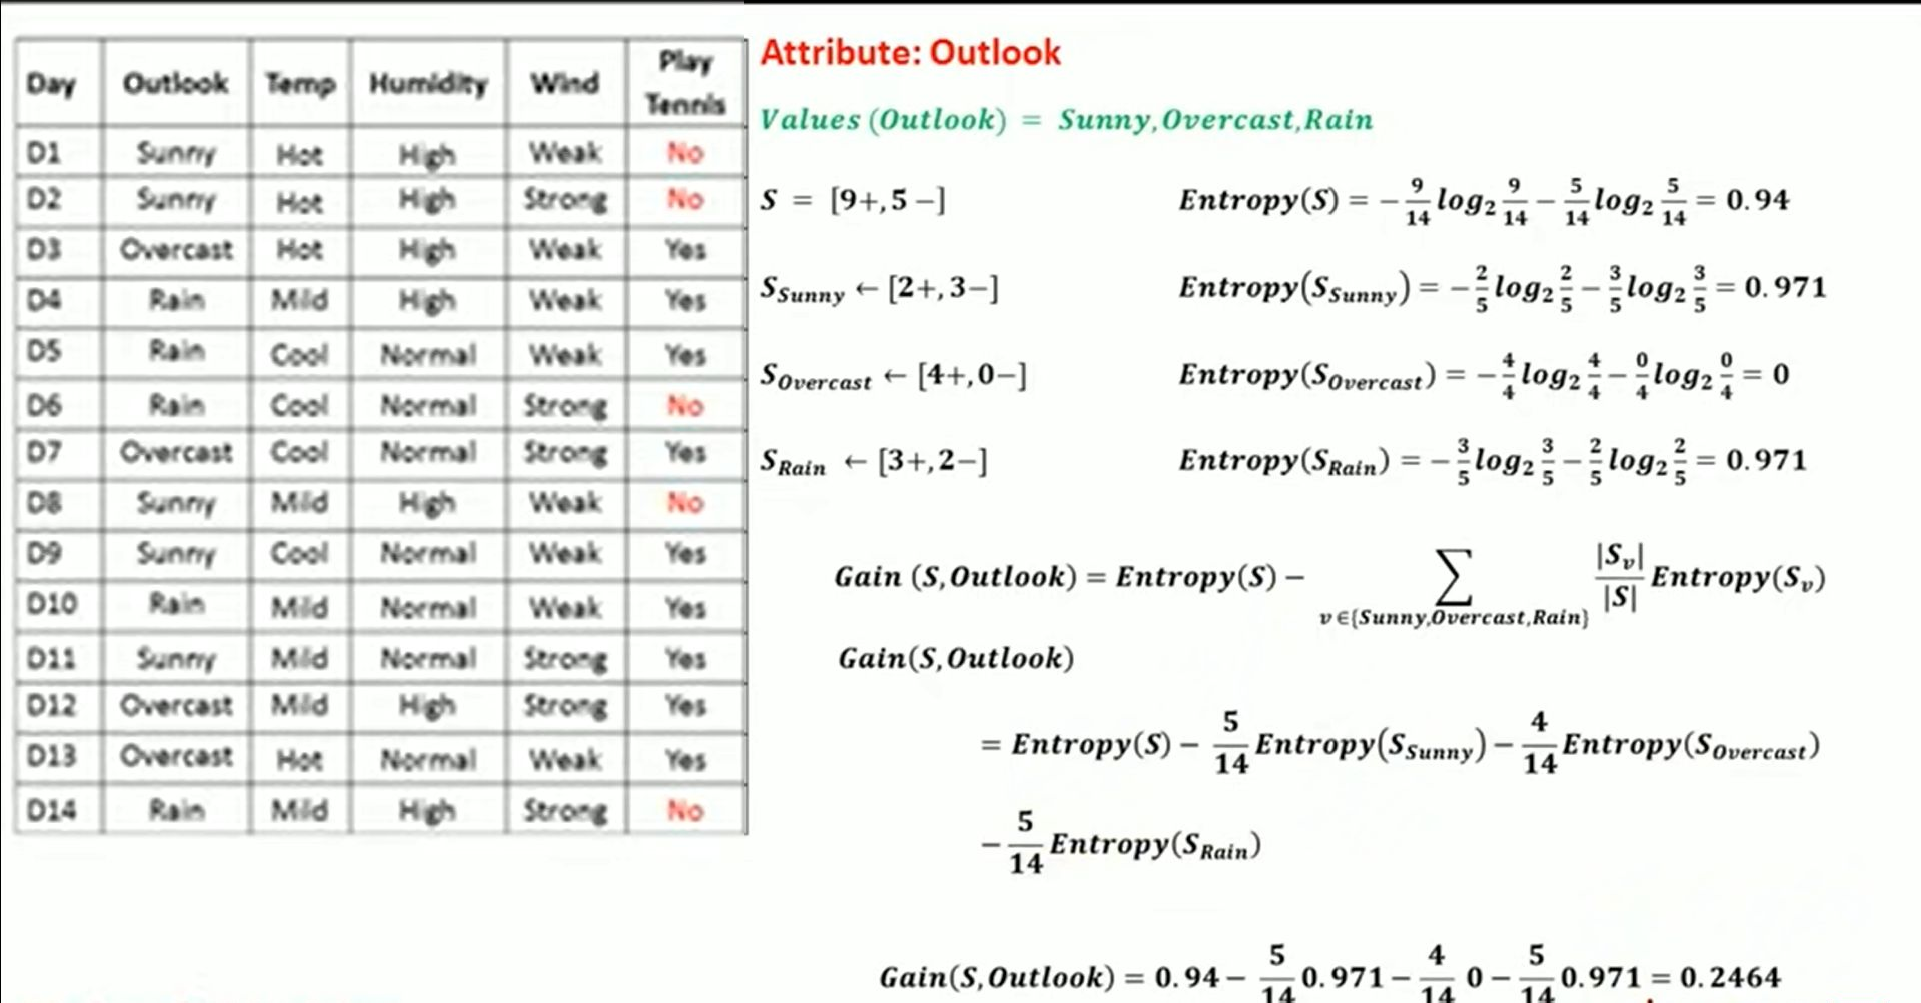 Day Outlook Temp Humidity Wind Play Tennis
D1 Sunny Hot High Weak No
D2 Sunny Hot High Strong No
D3 Overcast Hot High Weak Yes
D4 Rain Mild High Weak Yes
D5 Rain Cool Normal Weak Yes
D6 Rain Cool Normal Strong No
D7 Overcast Cool Normal Strong Yes
D8 Sunny Mild High Weak No
D9 Sunny Cool Normal Weak Yes
D10 Rain Mild Normal Weak Yes
D11 Sunny Mild Normal Strong Yes
D12 Overcast Mild High Strong Yes
D13 Overcast Hot Normal Weak Yes
D14 Rain Mild High Strong No
Attribute: Outlook
Values (Outlook) = Sunny, Overcast, Rain
S = [9+, 5 −] Entropy(S) = − 9/14 log₂ 9/14 − 5/14 log₂ 5/14 = 0.94
S_Sunny ← [2+, 3−] Entropy(S_Sunny) = − 2/5 log₂ 2/5 − 3/5 log₂ 3/5 = 0.971
S_Overcast ← [4+, 0−] Entropy(S_Overcast) = − 4/4 log₂ 4/4 − 0/4 log₂ 0/4 = 0
S_Rain ← [3+, 2−] Entropy(S_Rain) = − 3/5 log₂ 3/5 − 2/5 log₂ 2/5 = 0.971
Gain (S, Outlook) = Entropy(S) − ∑ v ∈{Sunny,Overcast,Rain} |S_v|/|S| Entropy(S_v)
Gain(S, Outlook)
= Entropy(S) − 5/14 Entropy(S_Sunny) − 4/14 Entropy(S_Overcast)
− 5/14 Entropy(S_Rain)
Gain(S, Outlook) = 0.94 − 5/14 0.971 − 4/14 0 − 5/14 0.971 = 0.2464